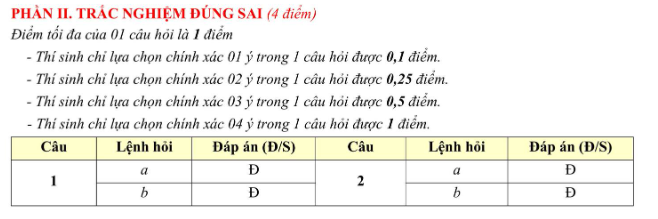 PHẦN II. TRẮC NGHIỆM ĐÚNG SAI (4 điểm)
Điểm tối đa của 01 câu hỏi là 1 điểm
- Thí sinh chỉ lựa chọn chính xác 01 ý trong 1 câu hỏi được 0,1 điểm.
- Thí sinh chỉ lựa chọn chính xác 02 ý trong 1 câu hỏi được 0,25 điểm.
- Thí sinh chỉ lựa chọn chính xác 03 ý trong 1 câu hỏi được 0,5 điểm.
- Thí sinh chỉ lựa chọn chính xác 04 ý trong 1 câu hỏi được 1 điểm.
Câu Lệnh hỏi Đáp án (Đ/S) Câu Lệnh hỏi Đáp án (Đ/S)
1 a Đ 2 a Đ
b Đ b Đ